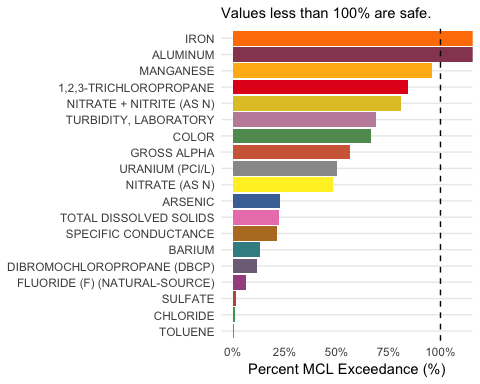 Values less than 100% are safe.
IRON
ALUMINUM
MANGANESE
1,2,3-TRICHLOROPROPANE
NITRATE + NITRITE (AS N)
TURBIDITY, LABORATORY
COLOR
GROSS ALPHA
URANIUM (PCI/L)
NITRATE (AS N)
ARSENIC
TOTAL DISSOLVED SOLIDS
SPECIFIC CONDUCTANCE
BARIUM
DIBROMOCHLOROPROPANE (DBCP)
FLUORIDE (F) (NATURAL-SOURCE)
SULFATE
CHLORIDE
TOLUENE
0% 25% 50% 75% 100%
Percent MCL Exceedance (%)